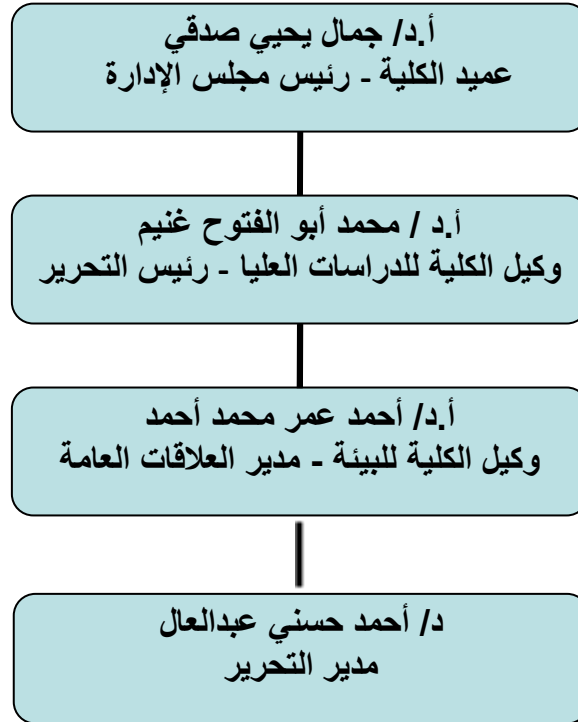 أ.د/ جمال يحيي صدقي
عميد الكلية - رئيس مجلس الإدارة
أ.د / محمد أبو الفتوح غنيم
وكيل الكلية للدراسات العليا - رئيس التحرير
أ.د/ أحمد عمر محمد أحمد
وكيل الكلية للبيئة - مدير العلاقات العامة
د/ أحمد حسني عبدالعال
مدير التحرير